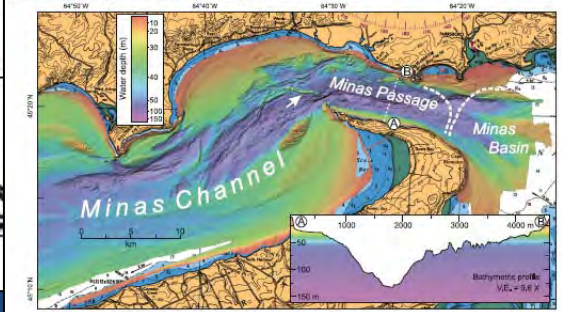 64°50'W
64°40'W
64°30'W
64°20'W
Water depth (m)
10
20
30
40
50
100
150
B
Minas Passage
A
Minas
Basin
Minas Channel
0
5
10
km
45°20'N
45°10'N
A
1000
2000
3000
4000 m
B
50
100
150 m
Bathymetric profile